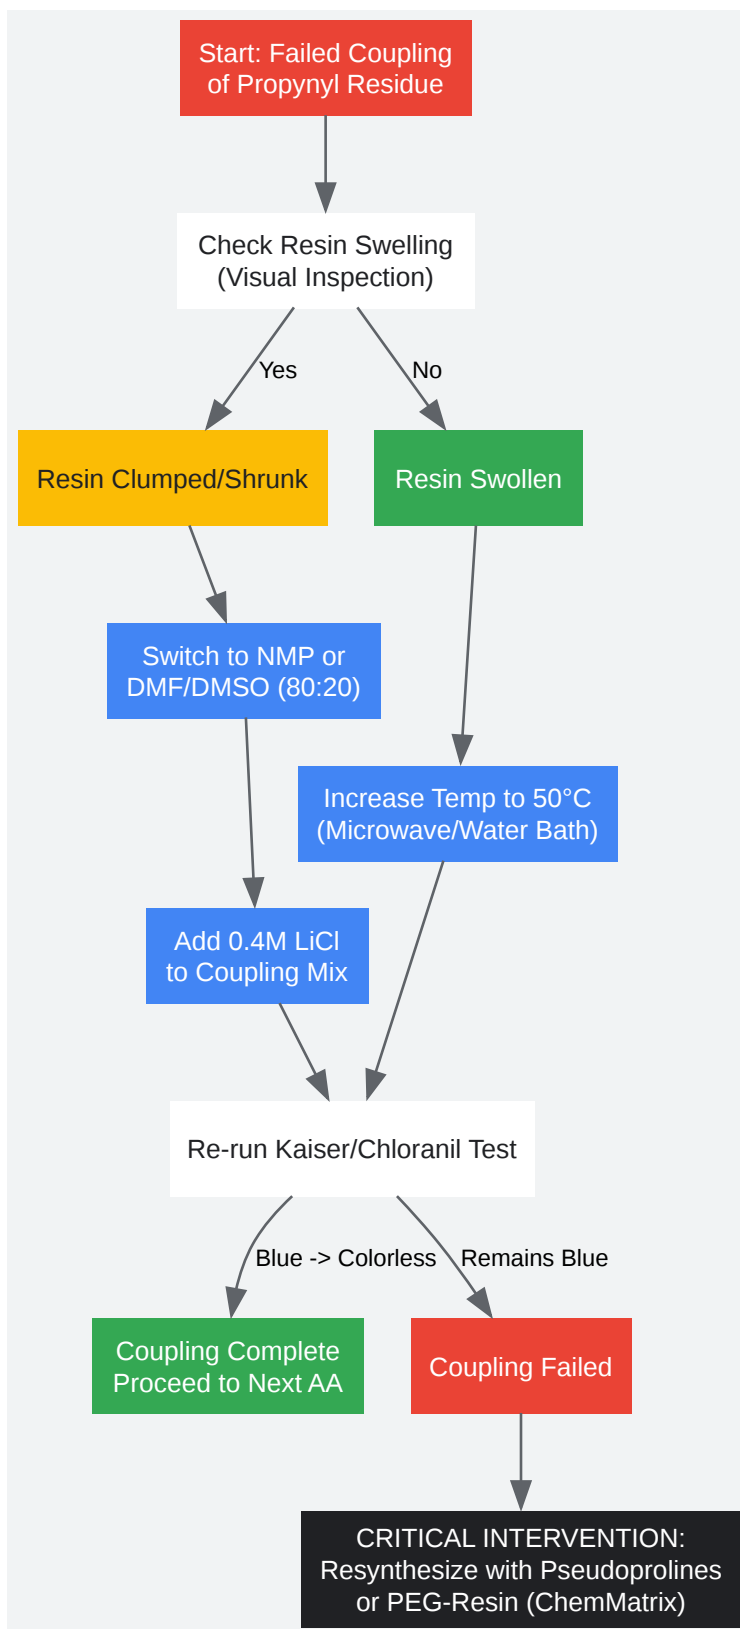 Start: Failed Coupling
of Propynyl Residue
Check Resin Swelling
(Visual Inspection)
Yes
No
Resin Clumped/Shrunk
Resin Swollen
Switch to NMP or
DMF/DMSO (80:20)
Increase Temp to 50°C
(Microwave/Water Bath)
Add 0.4M LiCl
to Coupling Mix
Re-run Kaiser/Chloranil Test
Blue -> Colorless
Remains Blue
Coupling Complete
Proceed to Next AA
Coupling Failed
CRITICAL INTERVENTION:
Resynthesize with Pseudoprolines
or PEG-Resin (ChemMatrix)